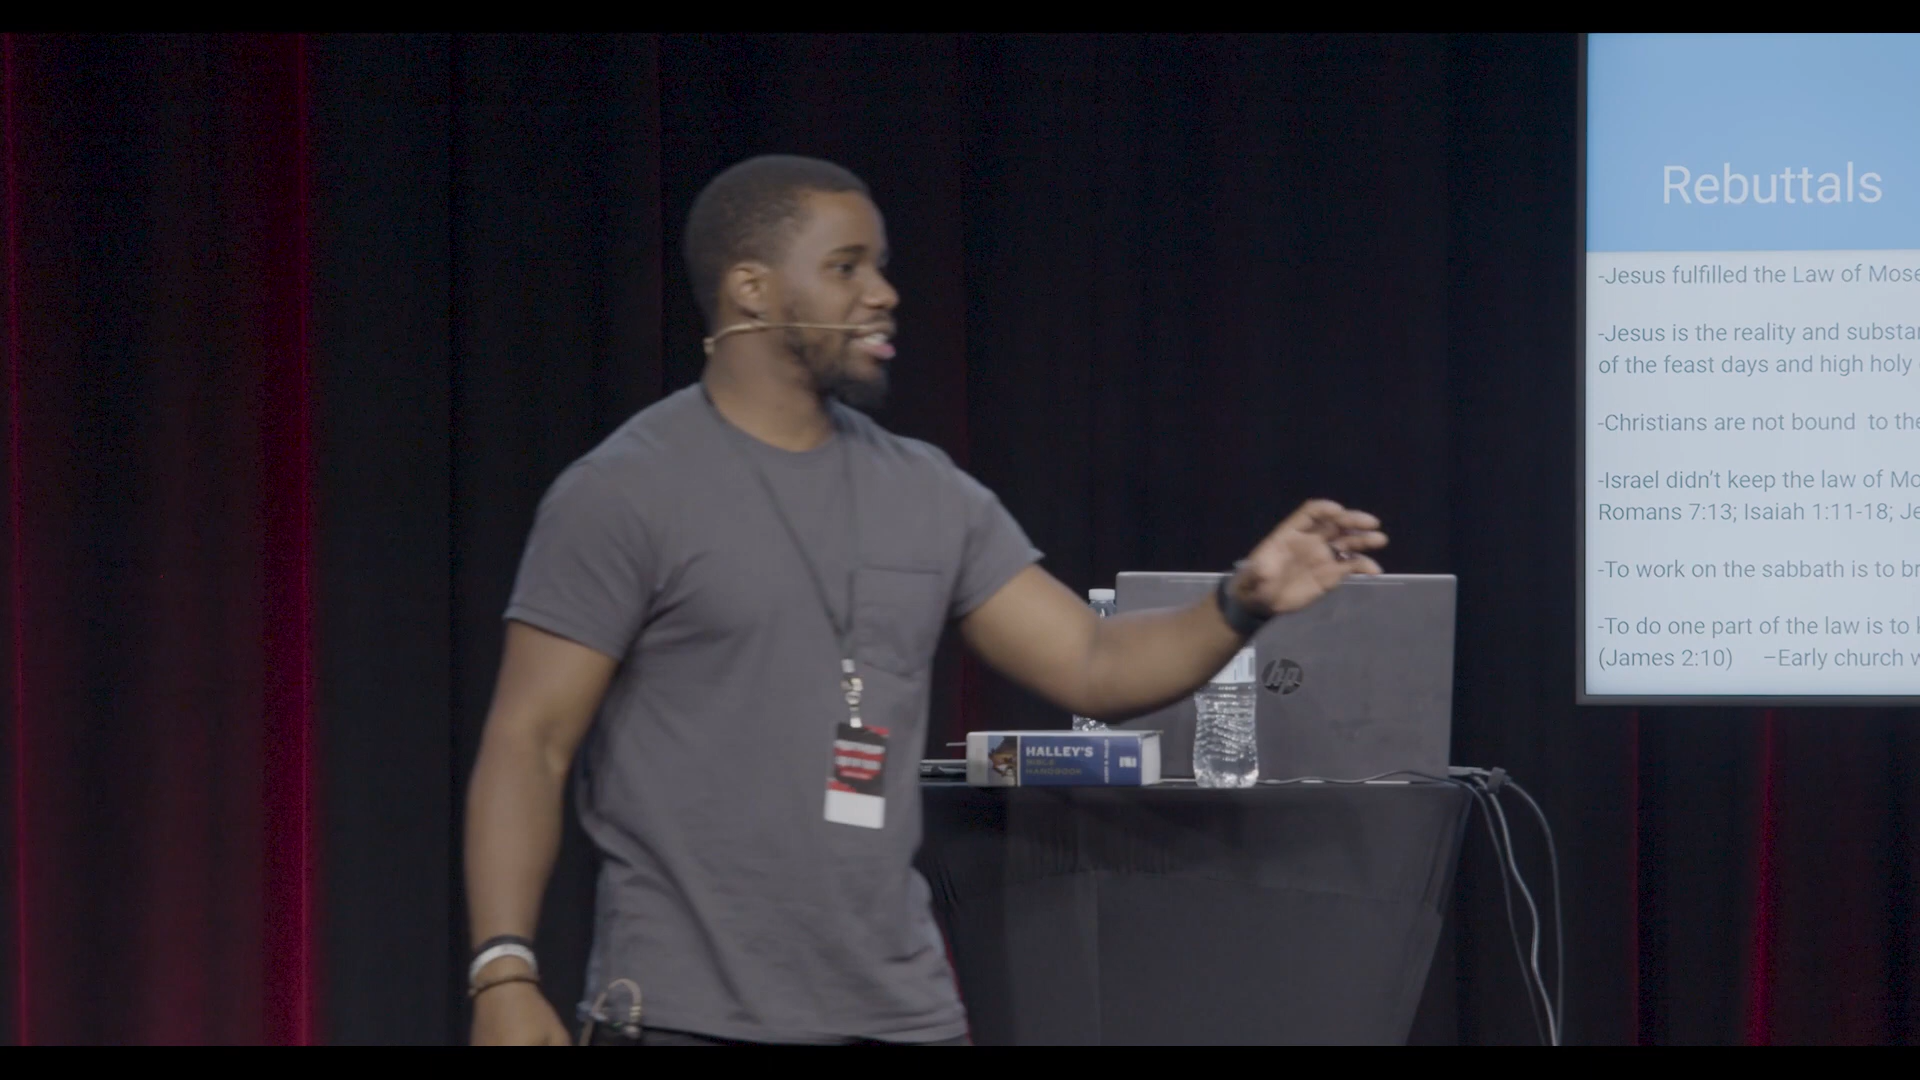 Rebuttals
-Jesus fulfilled the Law of Mose
-Jesus is the reality and substan
of the feast days and high holy
-Christians are not bound to the
-Israel didn't keep the law of Mo
Romans 7:13; Isaiah 1:11-18; Je
-To work on the sabbath is to br
-To do one part of the law is to k
(James 2:10) –Early church w
hp
HALLEY'S
BIBLE
HANDBOOK